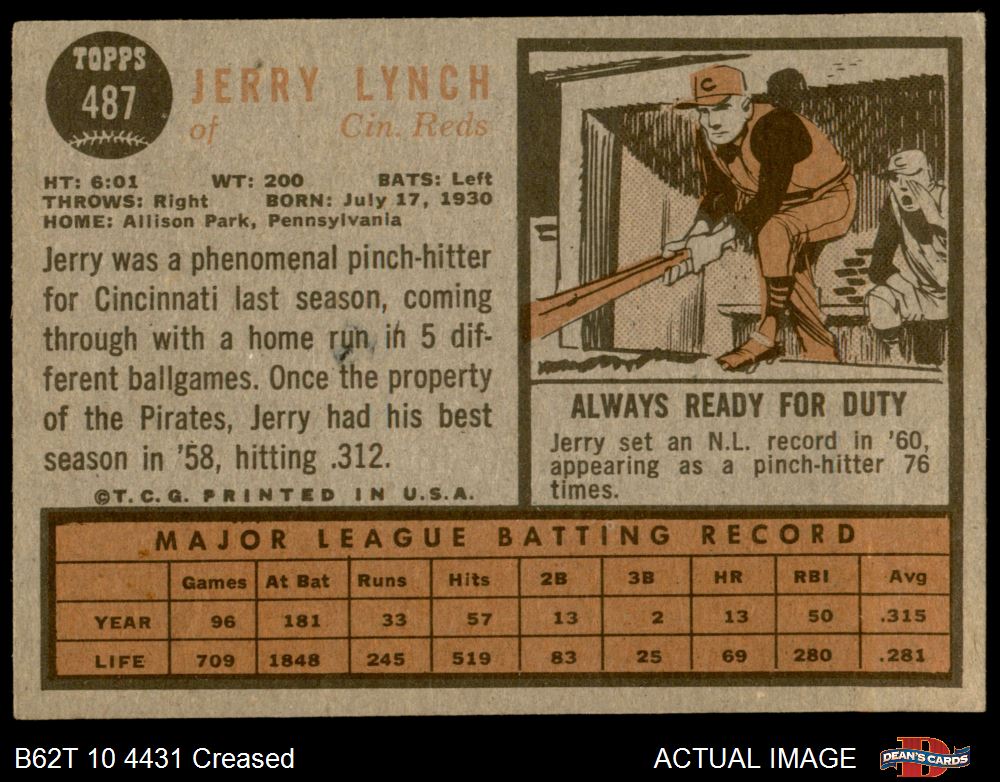 TOPPS
487
JERRY LYNCH
of Cin. Reds
HT: 6:01 WT: 200 BATS: Left
THROWS: Right BORN: July 17, 1930
HOME: Allison Park, Pennsylvania
Jerry was a phenomenal pinch-hitter
for Cincinnati last season, coming
through with a home run in 5 dif-
ferent ballgames. Once the property
of the Pirates, Jerry had his best
season in '58, hitting .312.
©T.C.G. PRINTED IN U.S.A.
C
ALWAYS READY FOR DUTY
Jerry set an N.L. record in '60,
appearing as a pinch-hitter 76
times.
MAJOR LEAGUE BATTING RECORD
Games At Bat Runs Hits 2B 3B HR RBI Avg
YEAR 96 181 33 57 13 2 13 50 .315
LIFE 709 1848 245 519 83 25 69 280 .281
B62T 10 4431 Creased
ACTUAL IMAGE
D
DEAN'S CARDS